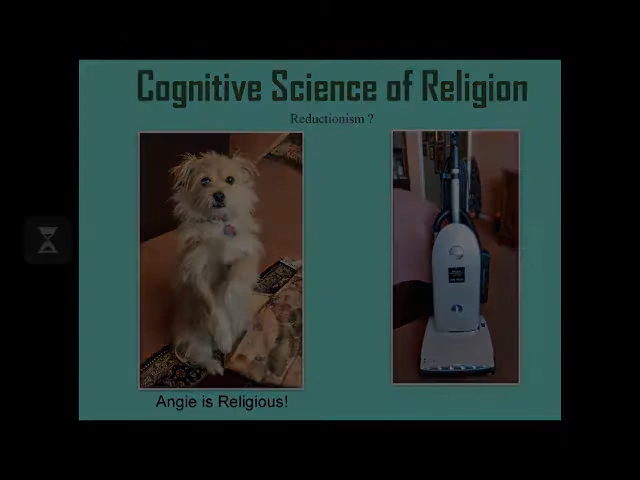 Cognitive Science of Religion
Reductionism ?
Angie is Religious!